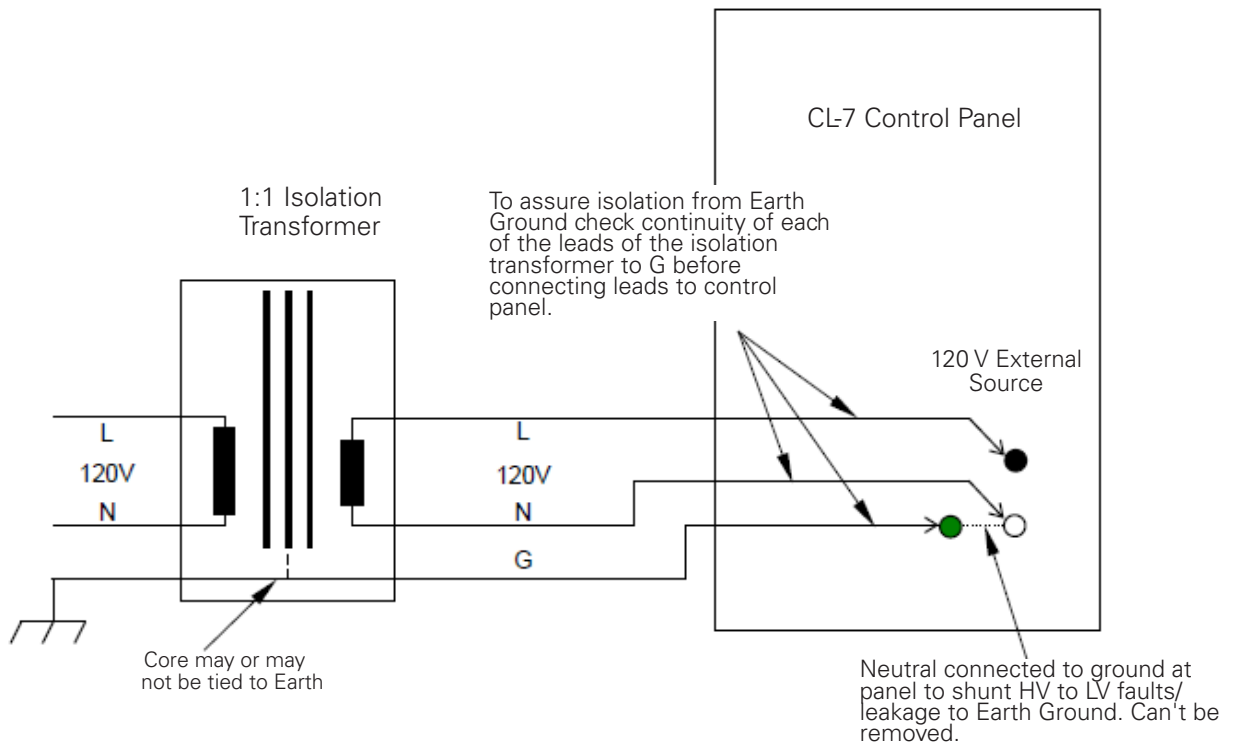 CL-7 Control Panel
1:1 Isolation
Transformer
To assure isolation from Earth
Ground check continuity of each
of the leads of the isolation
transformer to G before
connecting leads to control
panel.
120 V External
Source
L
120V
N
L
120V
N
G
Core may or may
not be tied to Earth
Neutral connected to ground at
panel to shunt HV to LV faults/
leakage to Earth Ground. Can't be
removed.